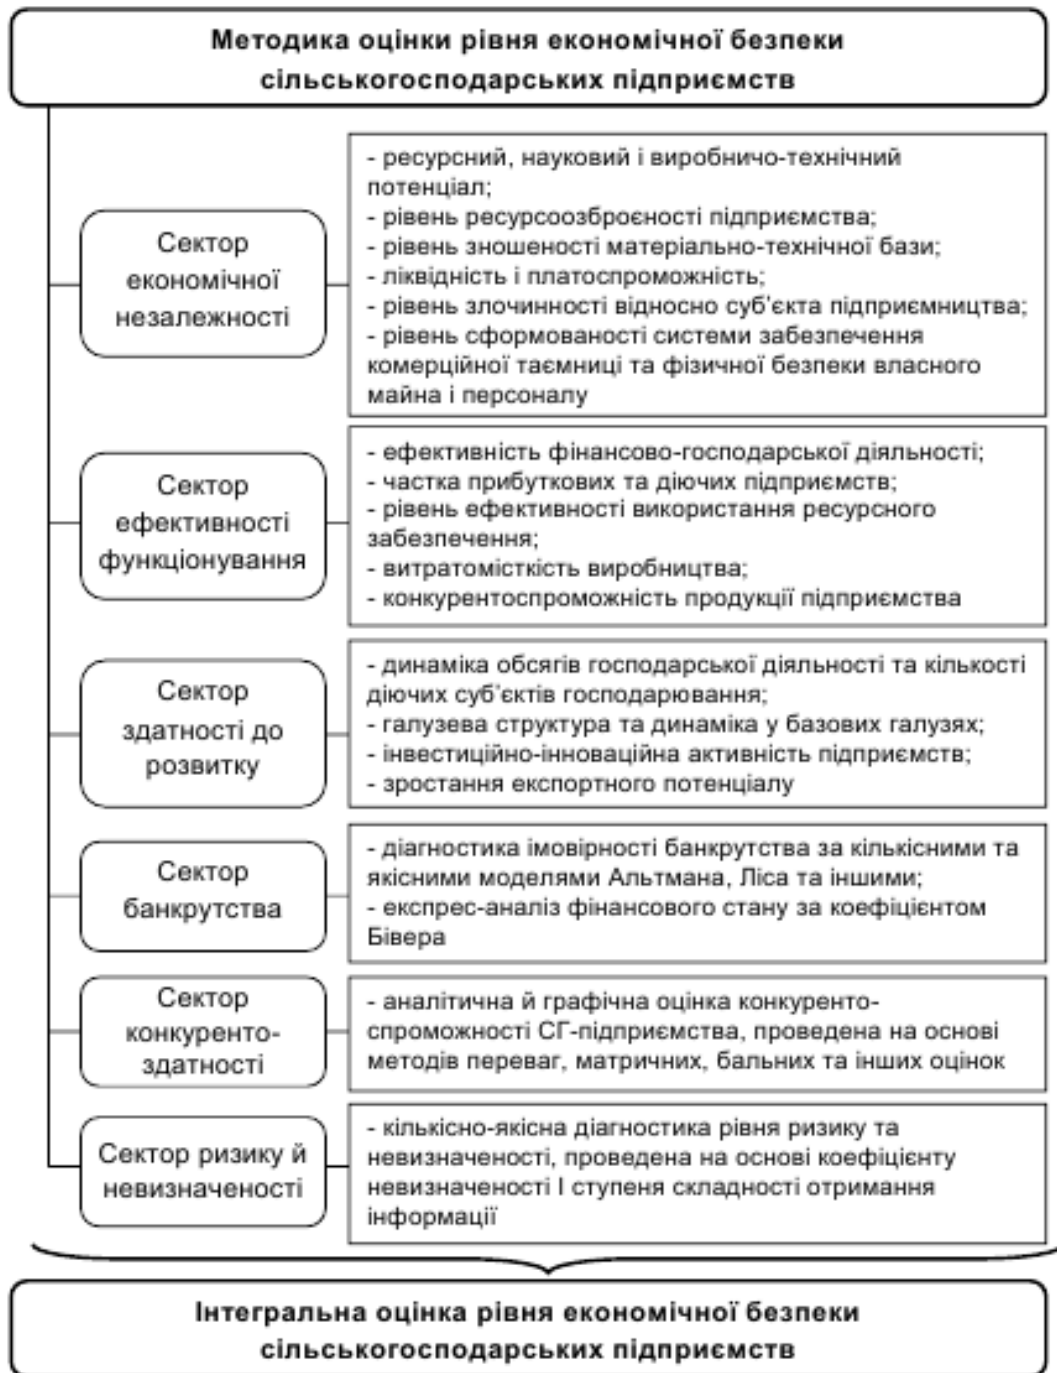 Методика оцінки рівня економічної безпеки
сільськогосподарських підприємств
Сектор
економічної
незалежності
- ресурсний, науковий і виробничо-технічний
потенціал;
- рівень ресурсоозброєності підприємства;
- рівень зношеності матеріально-технічної бази;
- ліквідність і платоспроможність;
- рівень злочинності відносно суб’єкта підприємництва;
- рівень сформованості системи забезпечення
комерційної таємниці та фізичної безпеки власного
майна і персоналу
Сектор
ефективності
функціонування
- ефективність фінансово-господарської діяльності;
- частка прибуткових та діючих підприємств;
- рівень ефективності використання ресурсного
забезпечення;
- витратомісткість виробництва;
- конкурентоспроможність продукції підприємства
Сектор
здатності до
розвитку
- динаміка обсягів господарської діяльності та кількості
діючих суб’єктів господарювання;
- галузева структура та динаміка у базових галузях;
- інвестиційно-інноваційна активність підприємств;
- зростання експортного потенціалу
Сектор
банкрутства
- діагностика імовірності банкрутства за кількісними та
якісними моделями Альтмана, Ліса та іншими;
- експрес-аналіз фінансового стану за коефіцієнтом
Бівера
Сектор
конкуренто-
здатності
- аналітична й графічна оцінка конкуренто-
спроможності СГ-підприємства, проведена на основі
методів переваг, матричних, бальних та інших оцінок
Сектор ризику й
невизначеності
- кількісно-якісна діагностика рівня ризику та
невизначеності, проведена на основі коефіцієнту
невизначеності І ступеня складності отримання
інформації
Інтегральна оцінка рівня економічної безпеки
сільськогосподарських підприємств